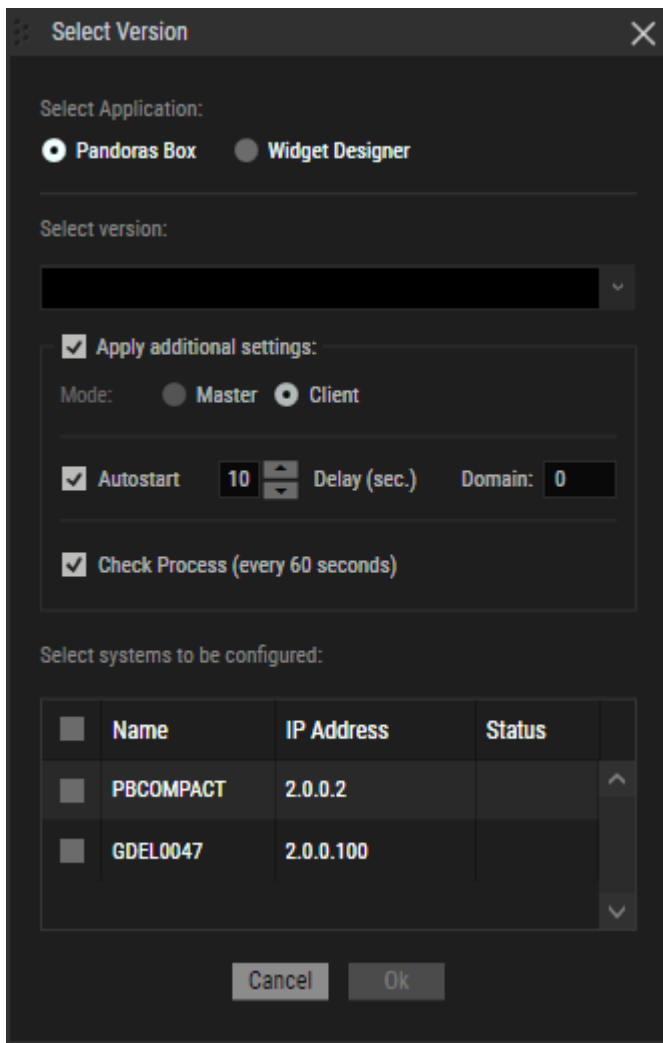 Select Version
Select Application:
Pandoras Box Widget Designer
Select version:
Apply additional settings:
Mode: Master Client
Autostart 10 Delay (sec.) Domain: 0
Check Process (every 60 seconds)
Select systems to be configured:
Name IP Address Status
PBCOMPACT 2.0.0.2
GDEL0047 2.0.0.100
Cancel Ok